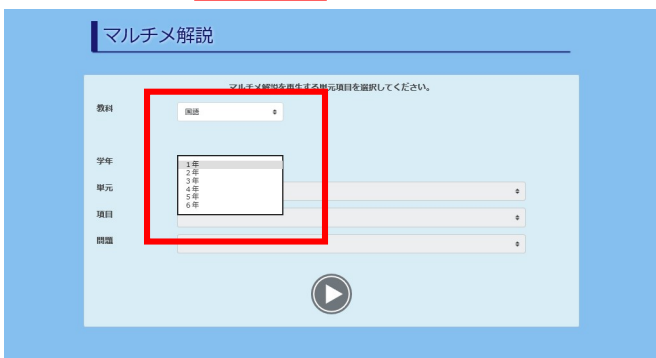 マルチメ解説
マルチメ解説を再生する単元項目を選択してください。
教科
国語
学年
1年
2年
3年
4年
5年
6年
単元
項目
問題